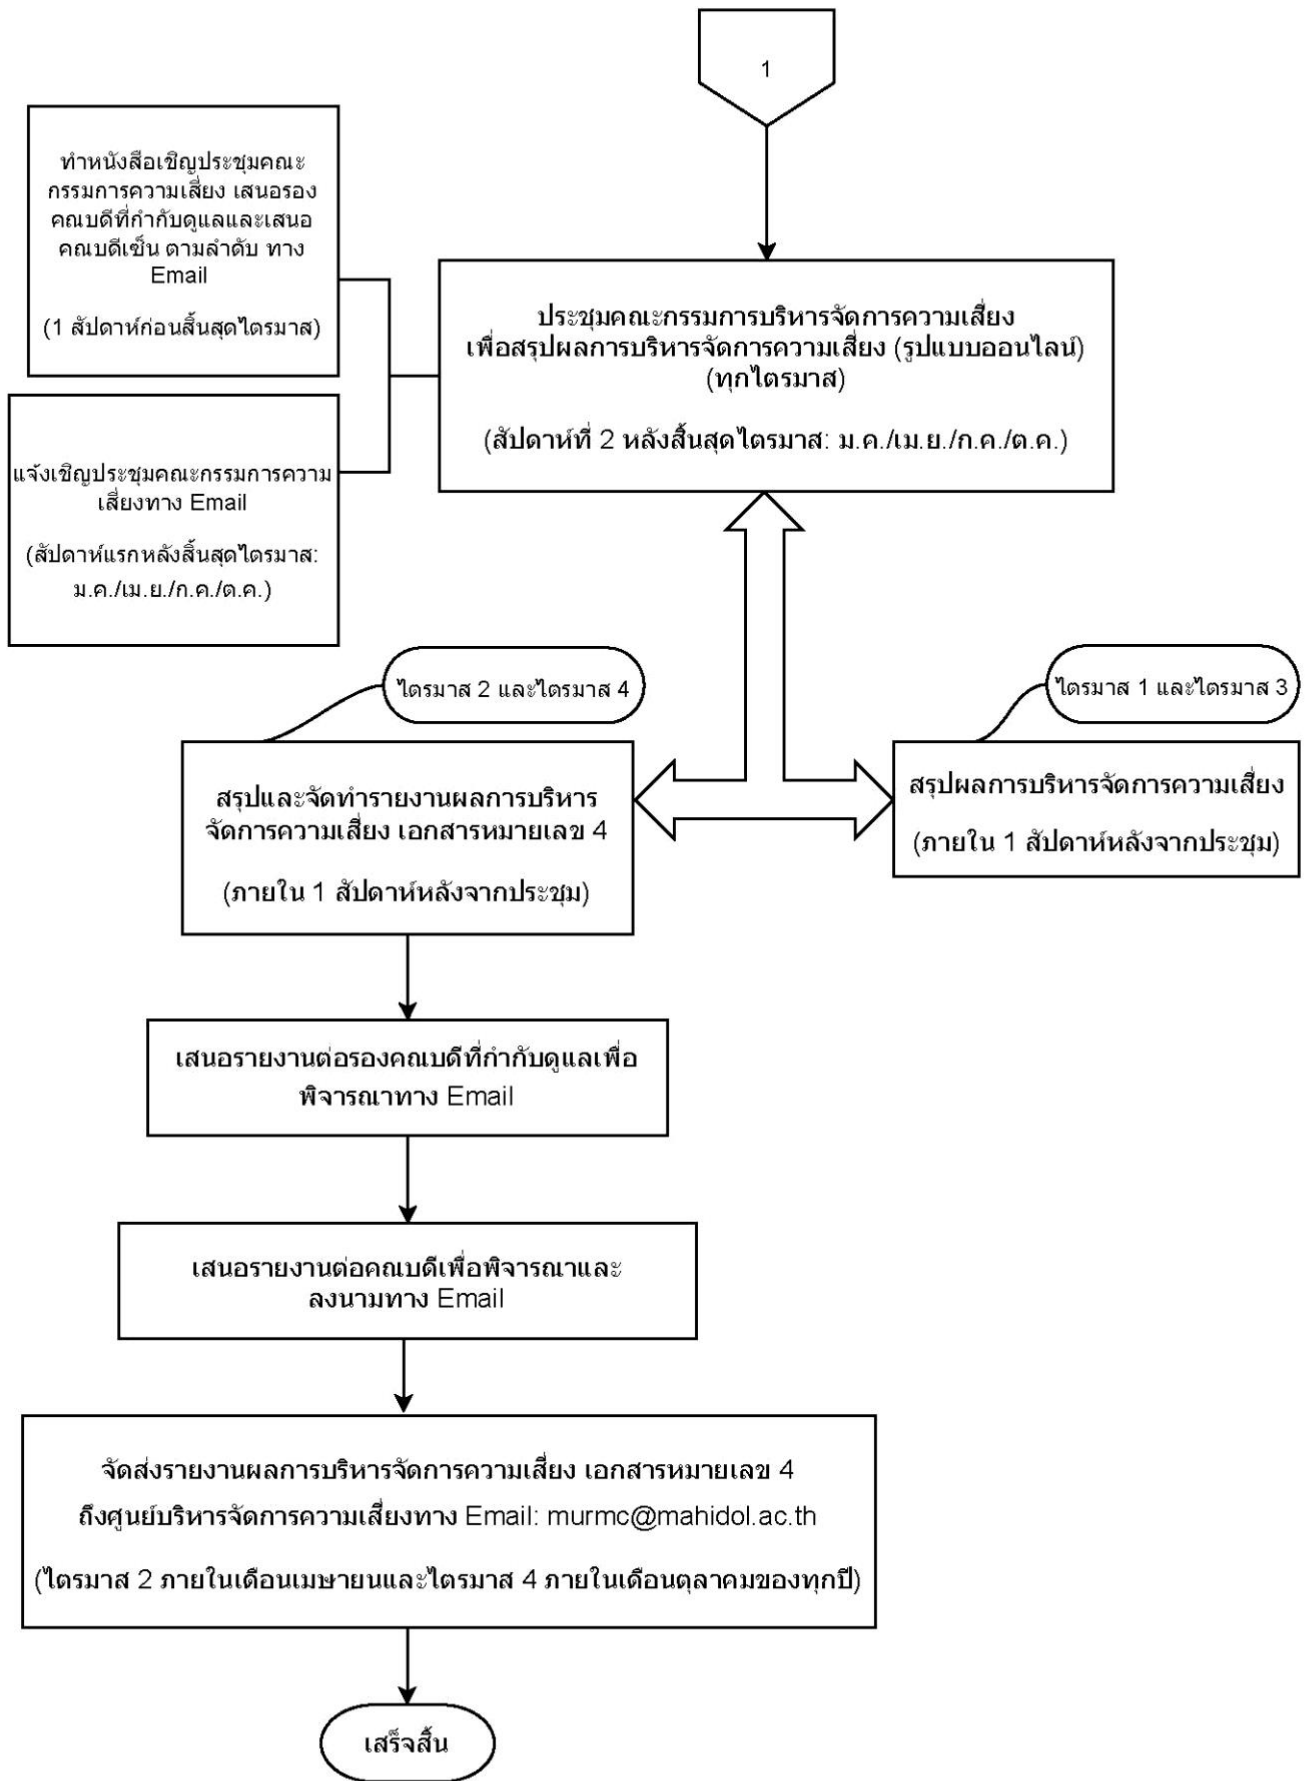 1
ทำหนังสือเชิญประชุมคณะ
กรรมการความเสี่ยง เสนอรอง
คณบดีที่กำกับดูแลและเสนอ
คณบดีเซ็น ตามลำดับ ทาง
Email
(1 สัปดาห์ก่อนสิ้นสุดไตรมาส)
ประชุมคณะกรรมการบริหารจัดการความเสี่ยง
เพื่อสรุปผลการบริหารจัดการความเสี่ยง (รูปแบบออนไลน์)
(ทุกไตรมาส)
(สัปดาห์ที่ 2 หลังสิ้นสุดไตรมาส: ม.ค./เม.ย./ก.ค./ต.ค.)
แจ้งเชิญประชุมคณะกรรมการความ
เสี่ยงทาง Email
(สัปดาห์แรกหลังสิ้นสุดไตรมาส:
ม.ค./เม.ย./ก.ค./ต.ค.)
ไตรมาส 2 และไตรมาส 4
ไตรมาส 1 และไตรมาส 3
สรุปและจัดทำรายงานผลการบริหาร
จัดการความเสี่ยง เอกสารหมายเลข 4
(ภายใน 1 สัปดาห์หลังจากประชุม)
สรุปผลการบริหารจัดการความเสี่ยง
(ภายใน 1 สัปดาห์หลังจากประชุม)
เสนอรายงานต่อรองคณบดีที่กำกับดูแลเพื่อ
พิจารณาทาง Email
เสนอรายงานต่อคณบดีเพื่อพิจารณาและ
ลงนามทาง Email
จัดส่งรายงานผลการบริหารจัดการความเสี่ยง เอกสารหมายเลข 4
ถึงศูนย์บริหารจัดการความเสี่ยงทาง Email: murmc@mahidol.ac.th
(ไตรมาส 2 ภายในเดือนเมษายนและไตรมาส 4 ภายในเดือนตุลาคมของทุกปี)
เสร็จสิ้น